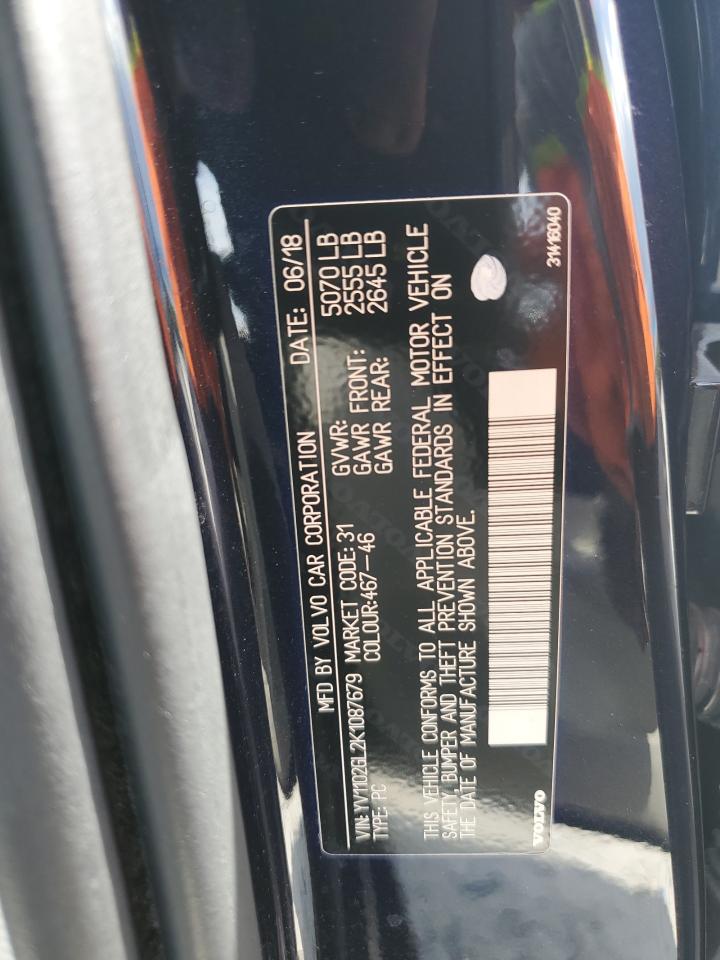 MFD BY VOLVO CAR CORPORATION DATE: 06/18
VIN: YV1102GL2K1087679 MARKET CODE: 31 GVWR: 5070 LB
TYPE: PC COLOUR:467-46 GAWR FRONT: 2555 LB
GAWR REAR: 2645 LB
THIS VEHICLE CONFORMS TO ALL APPLICABLE FEDERAL MOTOR VEHICLE
SAFETY, BUMPER AND THEFT PREVENTION STANDARDS IN EFFECT ON
THE DATE OF MANUFACTURE SHOWN ABOVE.
VOLVO 31416040